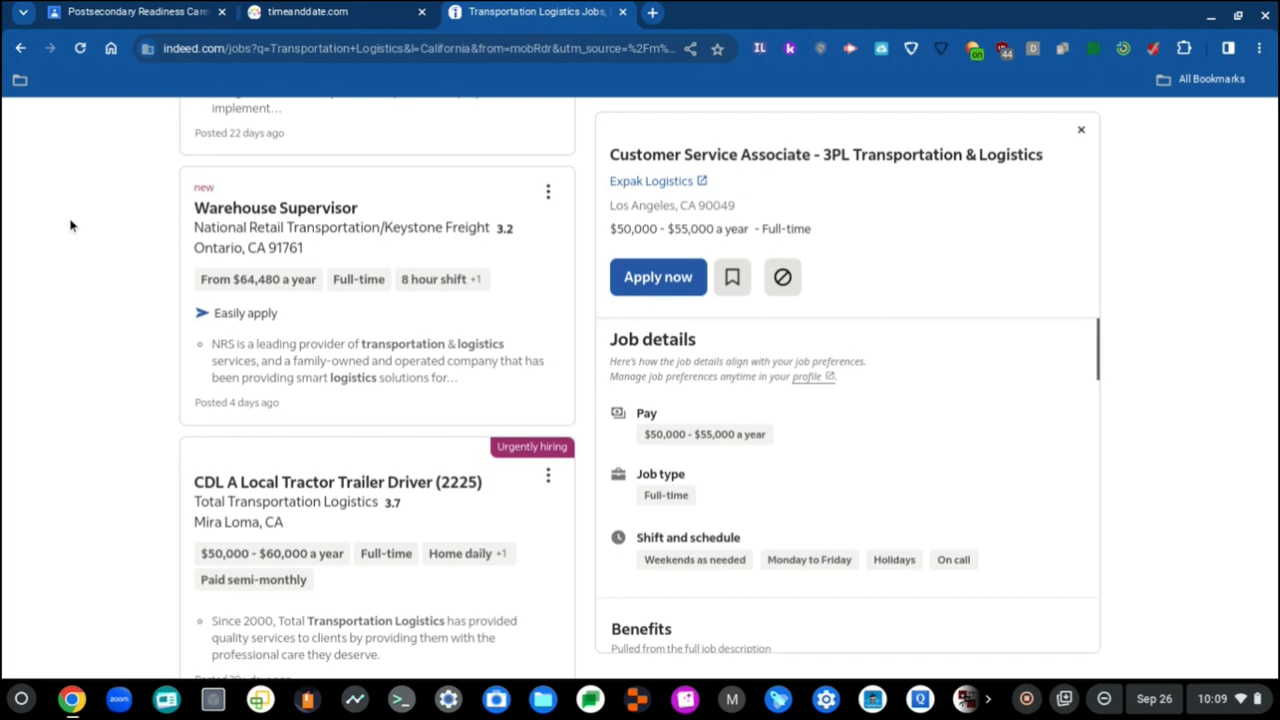 Postsecondary Readiness Care
timeanddate.com
Transportation Logistics Jobs,
indeed.com/jobs?q=Transportation+Logistics&l=California&from=mobRdr&utm_source=%2Fm%...
All Bookmarks
implement…
Posted 22 days ago
new
Warehouse Supervisor
National Retail Transportation/Keystone Freight 3.2
Ontario, CA 91761
From $64,480 a year Full-time 8 hour shift +1
Easily apply
NRS is a leading provider of transportation & logistics
services, and a family-owned and operated company that has
been providing smart logistics solutions for…
Posted 4 days ago
Urgently hiring
CDL A Local Tractor Trailer Driver (2225)
Total Transportation Logistics 3.7
Mira Loma, CA
$50,000 - $60,000 a year Full-time Home daily +1
Paid semi-monthly
Since 2000, Total Transportation Logistics has provided
quality services to clients by providing them with the
professional care they deserve.
Customer Service Associate - 3PL Transportation & Logistics
Expak Logistics
Los Angeles, CA 90049
$50,000 - $55,000 a year - Full-time
Apply now
Job details
Here's how the job details align with your job preferences.
Manage job preferences anytime in your profile.
Pay
$50,000 - $55,000 a year
Job type
Full-time
Shift and schedule
Weekends as needed Monday to Friday Holidays On call
Benefits
Pulled from the full job description
zoom
M
Q
Sep 26
10:09